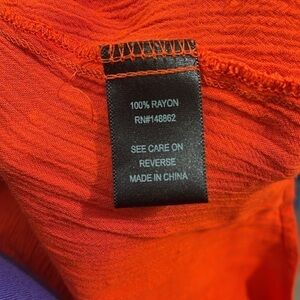 100% RAYON
RN#148862
SEE CARE ON
REVERSE
MADE IN CHINA